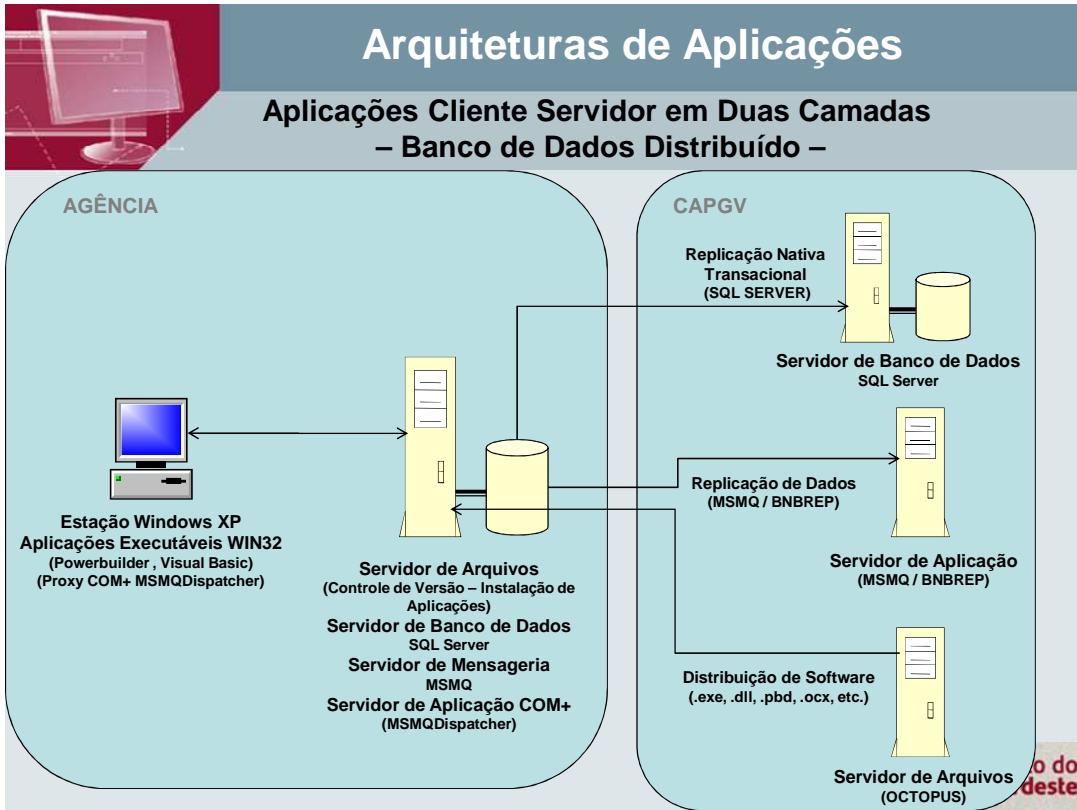 Arquiteturas de Aplicações
Aplicações Cliente Servidor em Duas Camadas
– Banco de Dados Distribuído –
AGÊNCIA
Estação Windows XP
Aplicações Executáveis WIN32
(Powerbuilder , Visual Basic)
(Proxy COM+ MSMQDispatcher)
Servidor de Arquivos
(Controle de Versão – Instalação de
Aplicações)
Servidor de Banco de Dados
SQL Server
Servidor de Mensageria
MSMQ
Servidor de Aplicação COM+
(MSMQDispatcher)
CAPGV
Replicação Nativa
Transacional
(SQL SERVER)
Servidor de Banco de Dados
SQL Server
Replicação de Dados
(MSMQ / BNBREP)
Servidor de Aplicação
(MSMQ / BNBREP)
Distribuição de Software
(.exe, .dll, .pbd, .ocx, etc.)
Servidor de Arquivos
(OCTOPUS)
o do
deste